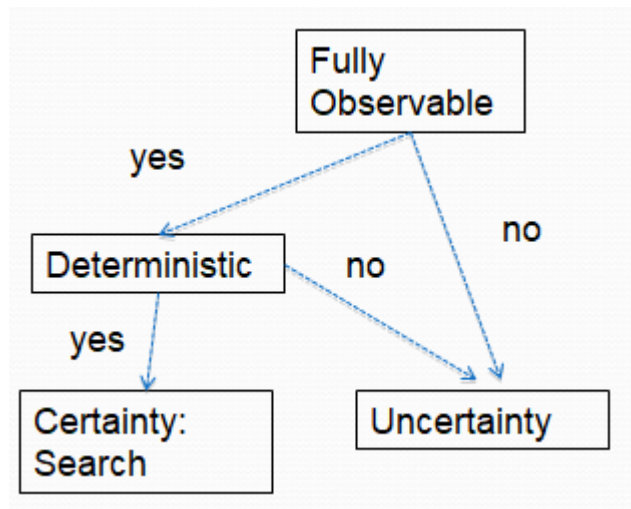 Fully
Observable
yes
no
Deterministic
no
yes
Certainty:
Search
Uncertainty